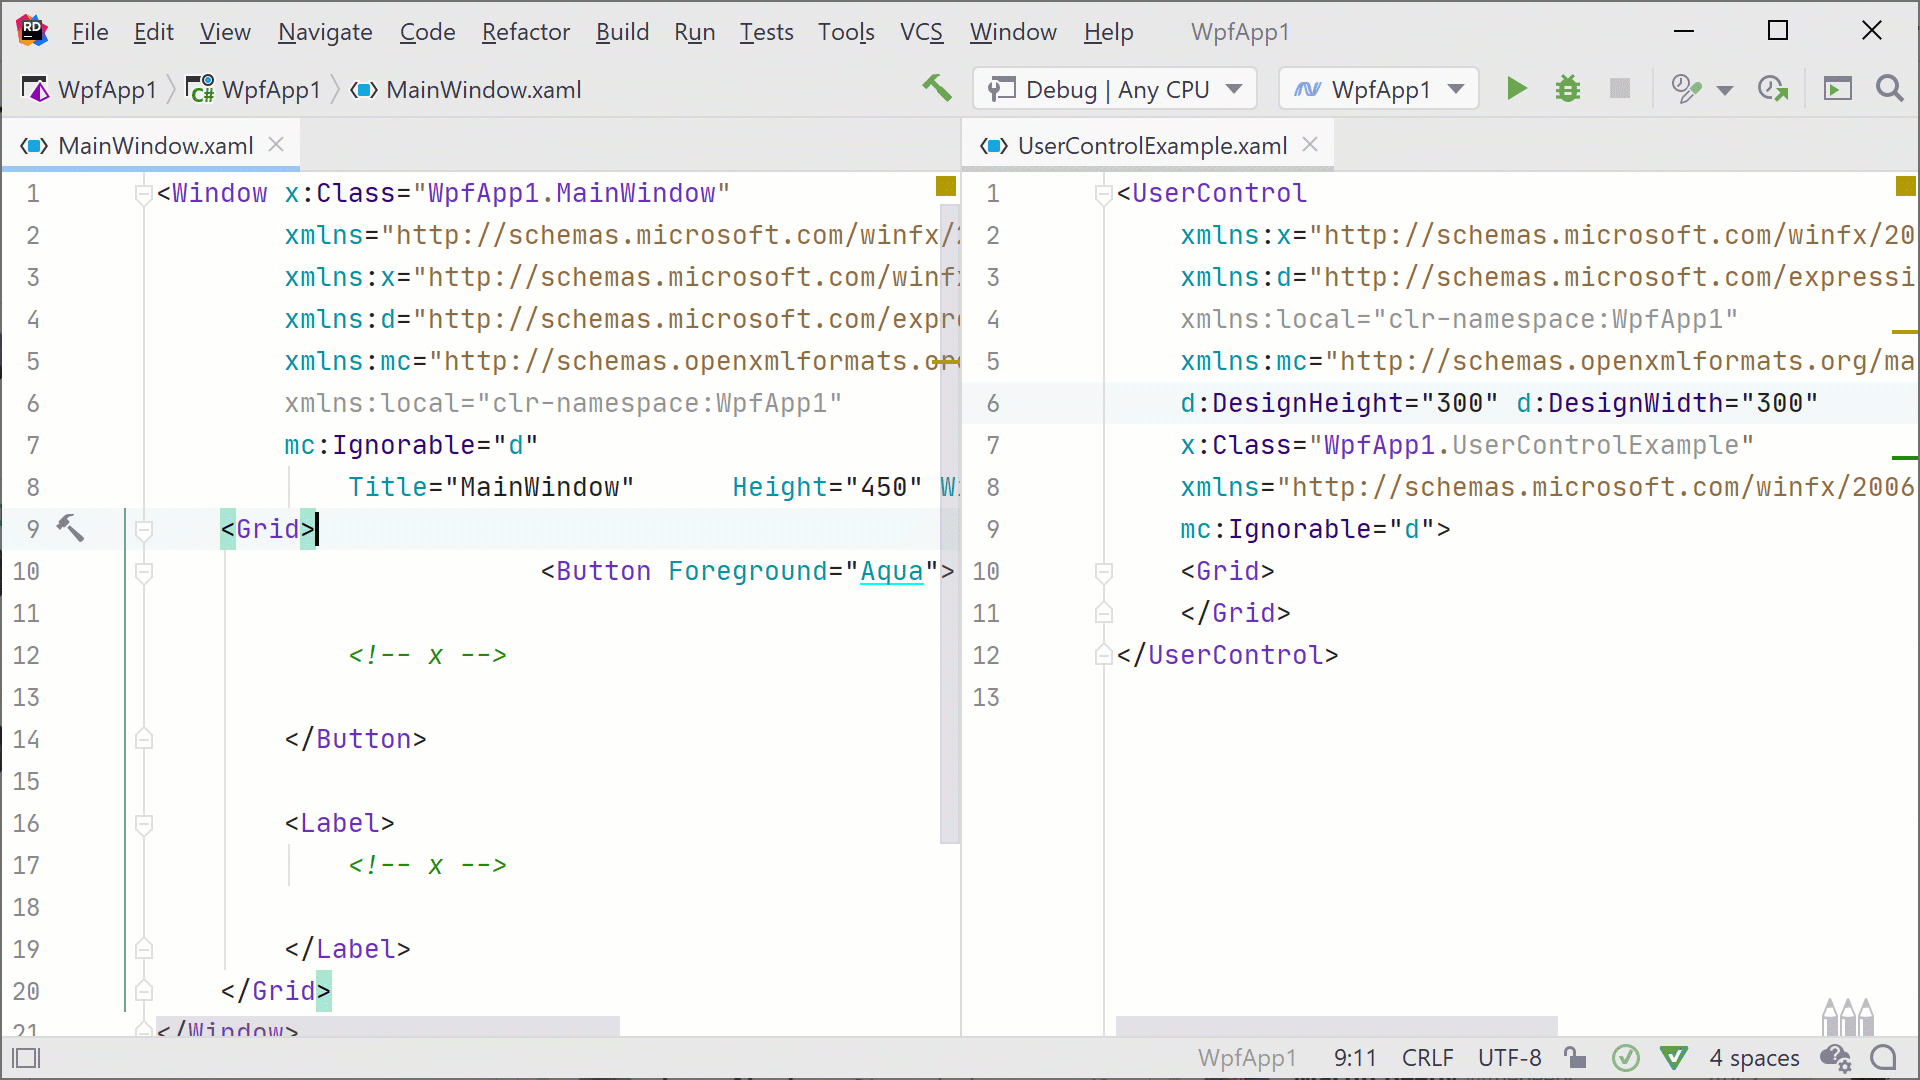 File Edit View Navigate Code Refactor Build Run Tests Tools VCS Window Help WpfApp1
WpfApp1 WpfApp1 MainWindow.xaml Debug | Any CPU WpfApp1
MainWindow.xaml
1 <Window x:Class="WpfApp1.MainWindow"
2 xmlns="http://schemas.microsoft.com/winfx/
3 xmlns:x="http://schemas.microsoft.com/winfx
4 xmlns:d="http://schemas.microsoft.com/expre
5 xmlns:mc="http://schemas.openxmlformats.org
6 xmlns:local="clr-namespace:WpfApp1"
7 mc:Ignorable="d"
8 Title="MainWindow" Height="450" Wi
9 <Grid>
10 <Button Foreground="Aqua">
11
12 <!-- x -->
13
14 </Button>
15
16 <Label>
17 <!-- x -->
18
19 </Label>
20 </Grid>
21 </Window>
UserControlExample.xaml
1 <UserControl
2 xmlns:x="http://schemas.microsoft.com/winfx/20
3 xmlns:d="http://schemas.microsoft.com/expressi
4 xmlns:local="clr-namespace:WpfApp1"
5 xmlns:mc="http://schemas.openxmlformats.org/ma
6 d:DesignHeight="300" d:DesignWidth="300"
7 x:Class="WpfApp1.UserControlExample"
8 xmlns="http://schemas.microsoft.com/winfx/2006
9 mc:Ignorable="d">
10 <Grid>
11 </Grid>
12 </UserControl>
13
WpfApp1 9:11 CRLF UTF-8 4 spaces